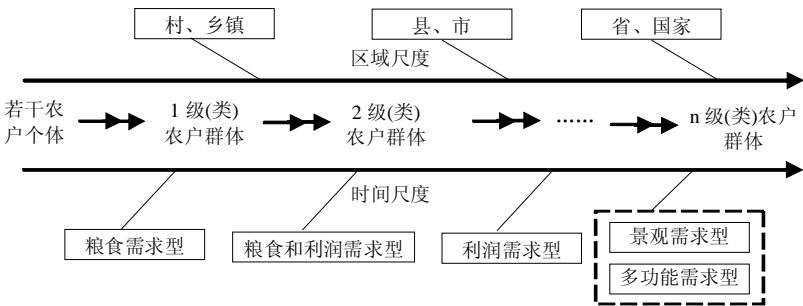 村、乡镇
县、市
省、国家
区域尺度
若干农
户个体
1 级(类)
农户群体
2 级(类)
农户群体
……
n 级(类)农户
群体
时间尺度
粮食需求型
粮食和利润需求型
利润需求型
景观需求型
多功能需求型